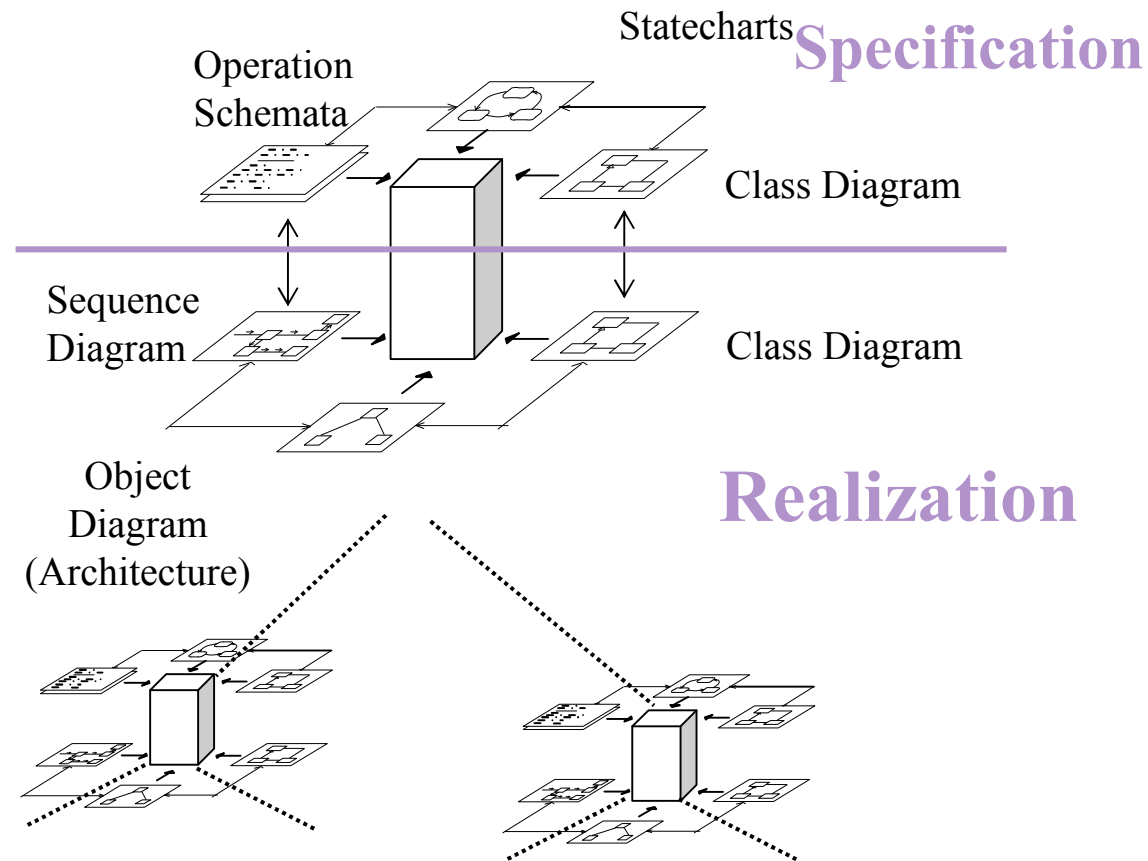 Statecharts
Specification
Operation
Schemata
Class Diagram
Sequence
Diagram
Class Diagram
Object
Diagram
(Architecture)
Realization